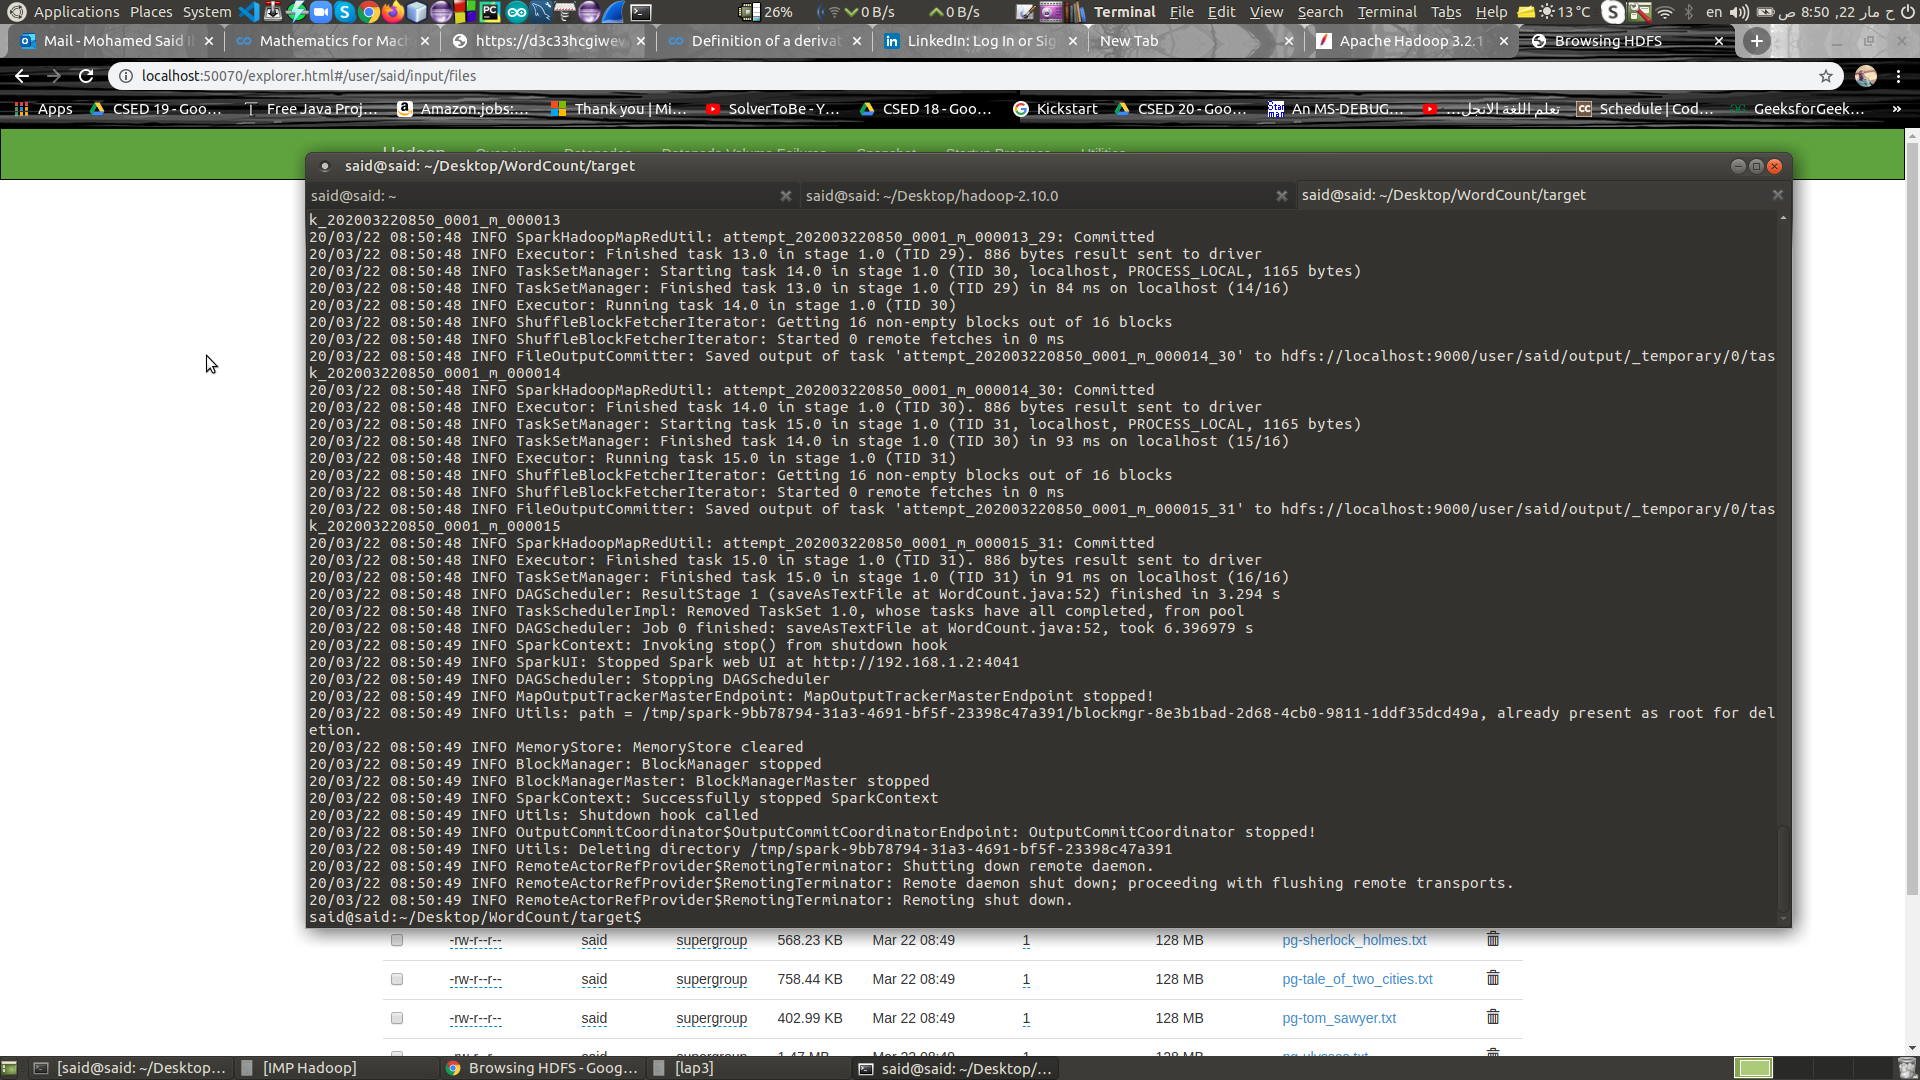 Applications Places System 26% 0 B/s 0 B/s Terminal File Edit View Search Terminal Tabs Help 13 °C en ح مار 22, 8:50 ص
Mail - Mohamed Said I Mathematics for Mac https://d3c33hcgiwev Definition of a derivat LinkedIn: Log In or Sig New Tab Apache Hadoop 3.2.1 Browsing HDFS
localhost:50070/explorer.html#/user/said/input/files
Apps CSED 19 - Goo... Free Java Proj... Amazon.jobs:... Thank you | Mi... SolverToBe - Y... CSED 18 - Goo... Kickstart CSED 20 - Goo... An MS-DEBUG... تعلم اللغة الانجل... Schedule | Cod... GeeksforGeek... »
said@said: ~/Desktop/WordCount/target
said@said: ~ said@said: ~/Desktop/hadoop-2.10.0 said@said: ~/Desktop/WordCount/target
k_202003220850_0001_m_000013
20/03/22 08:50:48 INFO SparkHadoopMapRedUtil: attempt_202003220850_0001_m_000013_29: Committed
20/03/22 08:50:48 INFO Executor: Finished task 13.0 in stage 1.0 (TID 29). 886 bytes result sent to driver
20/03/22 08:50:48 INFO TaskSetManager: Starting task 14.0 in stage 1.0 (TID 30, localhost, PROCESS_LOCAL, 1165 bytes)
20/03/22 08:50:48 INFO TaskSetManager: Finished task 13.0 in stage 1.0 (TID 29) in 84 ms on localhost (14/16)
20/03/22 08:50:48 INFO Executor: Running task 14.0 in stage 1.0 (TID 30)
20/03/22 08:50:48 INFO ShuffleBlockFetcherIterator: Getting 16 non-empty blocks out of 16 blocks
20/03/22 08:50:48 INFO ShuffleBlockFetcherIterator: Started 0 remote fetches in 0 ms
20/03/22 08:50:48 INFO FileOutputCommitter: Saved output of task 'attempt_202003220850_0001_m_000014_30' to hdfs://localhost:9000/user/said/output/_temporary/0/tas
k_202003220850_0001_m_000014
20/03/22 08:50:48 INFO SparkHadoopMapRedUtil: attempt_202003220850_0001_m_000014_30: Committed
20/03/22 08:50:48 INFO Executor: Finished task 14.0 in stage 1.0 (TID 30). 886 bytes result sent to driver
20/03/22 08:50:48 INFO TaskSetManager: Starting task 15.0 in stage 1.0 (TID 31, localhost, PROCESS_LOCAL, 1165 bytes)
20/03/22 08:50:48 INFO TaskSetManager: Finished task 14.0 in stage 1.0 (TID 30) in 93 ms on localhost (15/16)
20/03/22 08:50:48 INFO Executor: Running task 15.0 in stage 1.0 (TID 31)
20/03/22 08:50:48 INFO ShuffleBlockFetcherIterator: Getting 16 non-empty blocks out of 16 blocks
20/03/22 08:50:48 INFO ShuffleBlockFetcherIterator: Started 0 remote fetches in 0 ms
20/03/22 08:50:48 INFO FileOutputCommitter: Saved output of task 'attempt_202003220850_0001_m_000015_31' to hdfs://localhost:9000/user/said/output/_temporary/0/tas
k_202003220850_0001_m_000015
20/03/22 08:50:48 INFO SparkHadoopMapRedUtil: attempt_202003220850_0001_m_000015_31: Committed
20/03/22 08:50:48 INFO Executor: Finished task 15.0 in stage 1.0 (TID 31). 886 bytes result sent to driver
20/03/22 08:50:48 INFO TaskSetManager: Finished task 15.0 in stage 1.0 (TID 31) in 91 ms on localhost (16/16)
20/03/22 08:50:48 INFO DAGScheduler: ResultStage 1 (saveAsTextFile at WordCount.java:52) finished in 3.294 s
20/03/22 08:50:48 INFO TaskSchedulerImpl: Removed TaskSet 1.0, whose tasks have all completed, from pool
20/03/22 08:50:48 INFO DAGScheduler: Job 0 finished: saveAsTextFile at WordCount.java:52, took 6.396979 s
20/03/22 08:50:49 INFO SparkContext: Invoking stop() from shutdown hook
20/03/22 08:50:49 INFO SparkUI: Stopped Spark web UI at http://192.168.1.2:4041
20/03/22 08:50:49 INFO DAGScheduler: Stopping DAGScheduler
20/03/22 08:50:49 INFO MapOutputTrackerMasterEndpoint: MapOutputTrackerMasterEndpoint stopped!
20/03/22 08:50:49 INFO Utils: path = /tmp/spark-9bb78794-31a3-4691-bf5f-23398c47a391/blockmgr-8e3b1bad-2d68-4cb0-9811-1ddf35dcd49a, already present as root for del
etion.
20/03/22 08:50:49 INFO MemoryStore: MemoryStore cleared
20/03/22 08:50:49 INFO BlockManager: BlockManager stopped
20/03/22 08:50:49 INFO BlockManagerMaster: BlockManagerMaster stopped
20/03/22 08:50:49 INFO SparkContext: Successfully stopped SparkContext
20/03/22 08:50:49 INFO Utils: Shutdown hook called
20/03/22 08:50:49 INFO OutputCommitCoordinator$OutputCommitCoordinatorEndpoint: OutputCommitCoordinator stopped!
20/03/22 08:50:49 INFO Utils: Deleting directory /tmp/spark-9bb78794-31a3-4691-bf5f-23398c47a391
20/03/22 08:50:49 INFO RemoteActorRefProvider$RemotingTerminator: Shutting down remote daemon.
20/03/22 08:50:49 INFO RemoteActorRefProvider$RemotingTerminator: Remote daemon shut down; proceeding with flushing remote transports.
20/03/22 08:50:49 INFO RemoteActorRefProvider$RemotingTerminator: Remoting shut down.
said@said:~/Desktop/WordCount/target$
-rw-r--r-- said supergroup 568.23 KB Mar 22 08:49 1 128 MB pg-sherlock_holmes.txt
-rw-r--r-- said supergroup 758.44 KB Mar 22 08:49 1 128 MB pg-tale_of_two_cities.txt
-rw-r--r-- said supergroup 402.99 KB Mar 22 08:49 1 128 MB pg-tom_sawyer.txt
[said@said: ~/Desktop... [IMP Hadoop] Browsing HDFS - Goog... [lap3] said@said: ~/Desktop/...